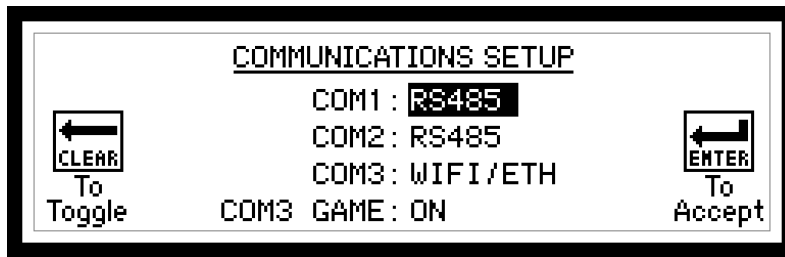 COMMUNICATIONS SETUP
COM1: RS485
COM2: RS485
COM3: WIFI/ETH
COM3 GAME: ON
CLEAR
To
Toggle
ENTER
To
Accept